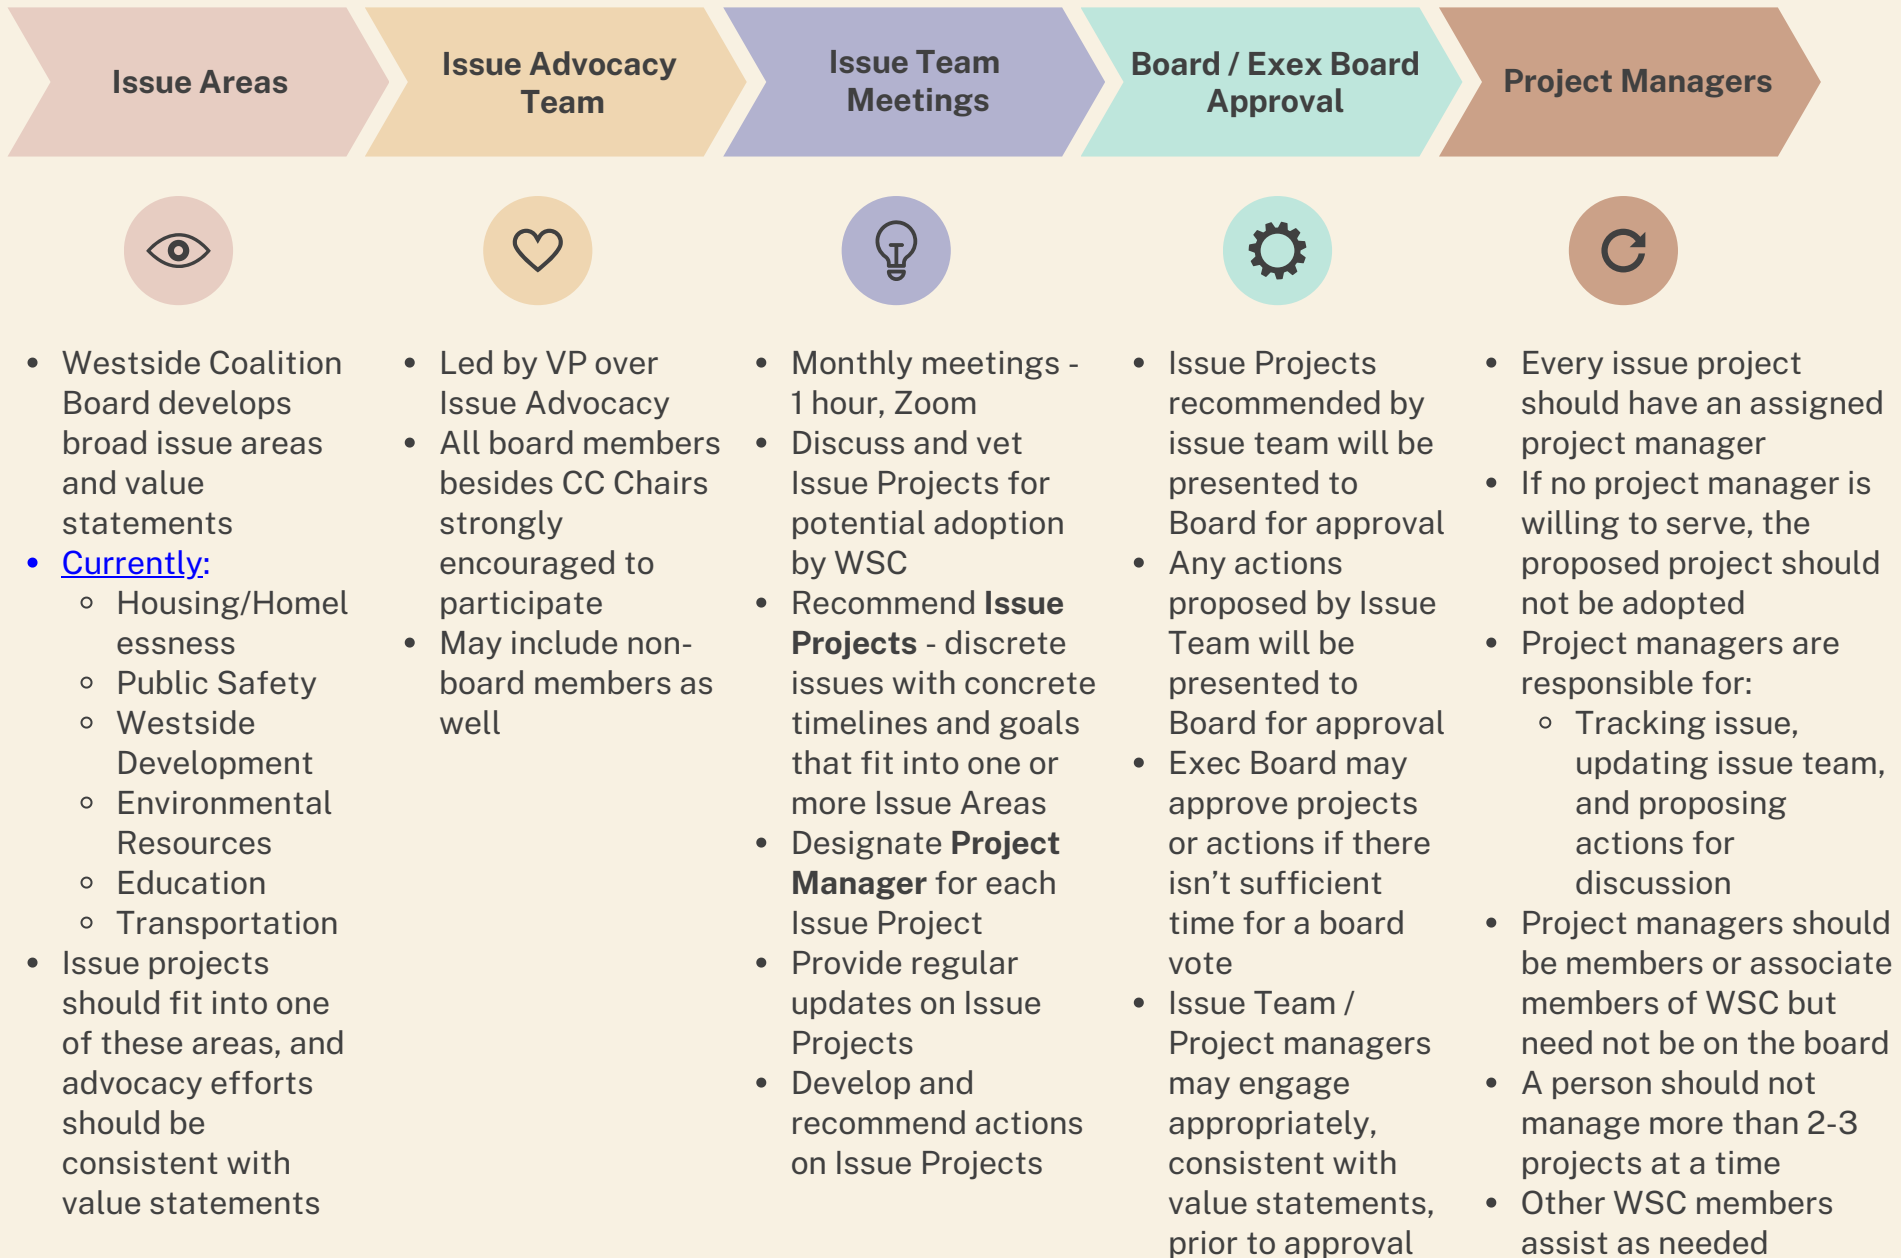 Issue Areas
Issue Advocacy
Team
Issue Team
Meetings
Board / Exex Board
Approval
Project Managers
• Westside Coalition
Board develops
broad issue areas
and value
statements
• Currently:
◦ Housing/Homel
essness
◦ Public Safety
◦ Westside
Development
◦ Environmental
Resources
◦ Education
◦ Transportation
• Issue projects
should fit into one
of these areas, and
advocacy efforts
should be
consistent with
value statements
• Led by VP over
Issue Advocacy
• All board members
besides CC Chairs
strongly
encouraged to
participate
• May include non-
board members as
well
• Monthly meetings -
1 hour, Zoom
• Discuss and vet
Issue Projects for
potential adoption
by WSC
• Recommend Issue
Projects - discrete
issues with concrete
timelines and goals
that fit into one or
more Issue Areas
• Designate Project
Manager for each
Issue Project
• Provide regular
updates on Issue
Projects
• Develop and
recommend actions
on Issue Projects
• Issue Projects
recommended by
issue team will be
presented to
Board for approval
• Any actions
proposed by Issue
Team will be
presented to
Board for approval
• Exec Board may
approve projects
or actions if there
isn’t sufficient
time for a board
vote
• Issue Team /
Project managers
may engage
appropriately,
consistent with
value statements,
prior to approval
• Every issue project
should have an assigned
project manager
• If no project manager is
willing to serve, the
proposed project should
not be adopted
• Project managers are
responsible for:
◦ Tracking issue,
updating issue team,
and proposing
actions for
discussion
• Project managers should
be members or associate
members of WSC but
need not be on the board
• A person should not
manage more than 2-3
projects at a time
• Other WSC members
assist as needed